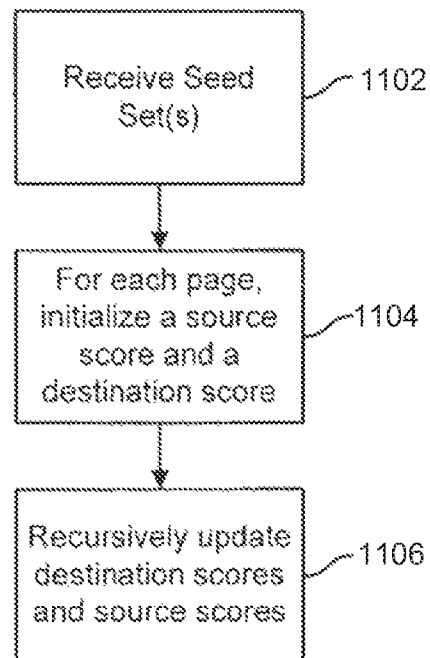 Receive Seed
Set(s)
1102
For each page,
initialize a source
score and a
destination score
1104
Recursively update
destination scores
and source scores
1106